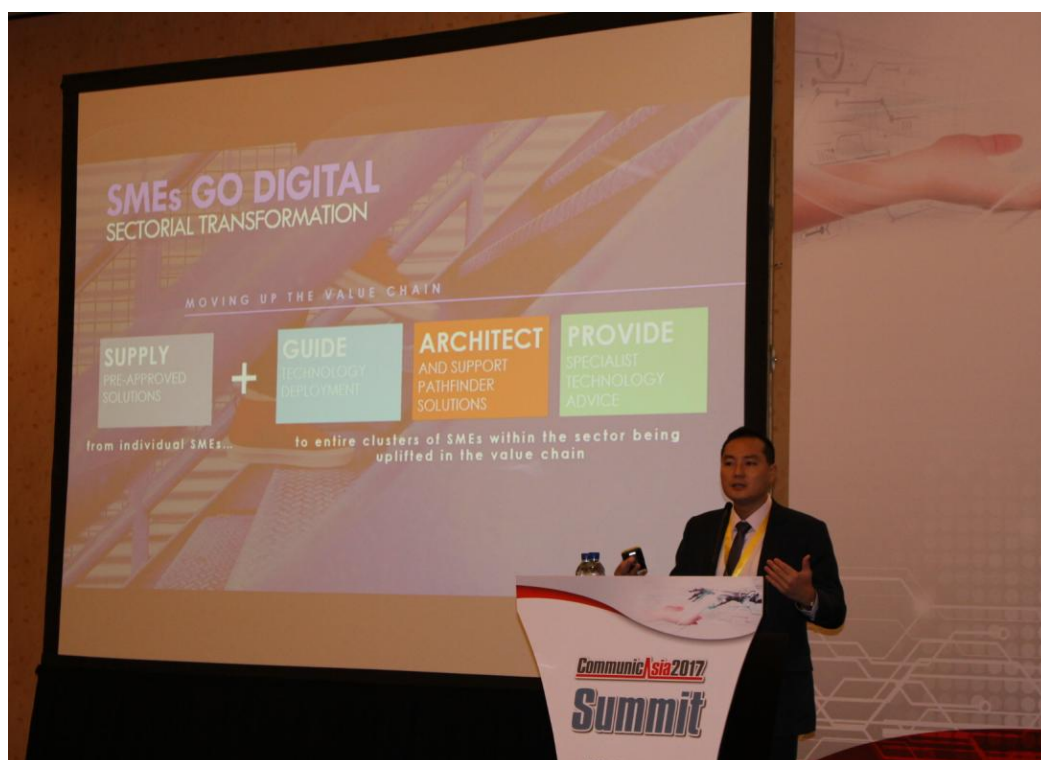 SMEs GO DIGITAL
SECTORIAL TRANSFORMATION
MOVING UP THE VALUE CHAIN
SUPPLY
PRE-APPROVED
SOLUTIONS
+
GUIDE
TECHNOLOGY
DEPLOYMENT
ARCHITECT
AND SUPPORT
PATHFINDER
SOLUTIONS
PROVIDE
SPECIALIST
TECHNOLOGY
ADVICE
from individual SMEs...
to entire clusters of SMEs within the sector being
uplifted in the value chain
CommunicAsia2017
Summit